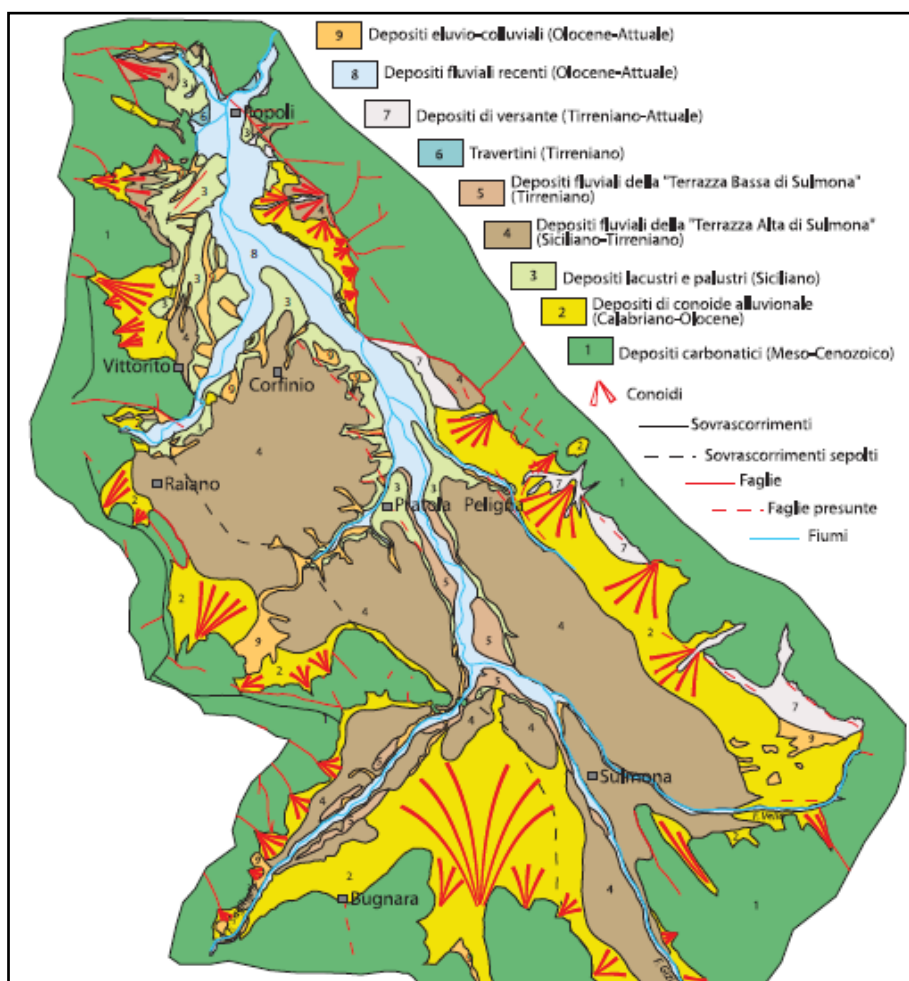 9 Depositi eluvio-colluviali (Olocene-Attuale)
8 Depositi fluviali recenti (Olocene-Attuale)
7 Depositi di versante (Tirreniano-Attuale)
6 Travertini (Tirreniano)
5 Depositi fluviali della "Terrazza Bassa di Sulmona"
(Tirreniano)
4 Depositi fluviali della "Terrazza Alta di Sulmona"
(Siciliano-Tirreniano)
3 Depositi lacustri e palustri (Siciliano)
2 Depositi di conoide alluvionale
(Calabriano-Olocene)
1 Depositi carbonatici (Meso-Cenozoico)
Conoidi
Sovrascorrimenti
Sovrascorrimenti sepolti
Faglie
Faglie presunte
Fiumi
Popoli
Vittorito
Corfinio
Raiano
Pratola Peligna
Sulmona
F. Vella
Bugnara